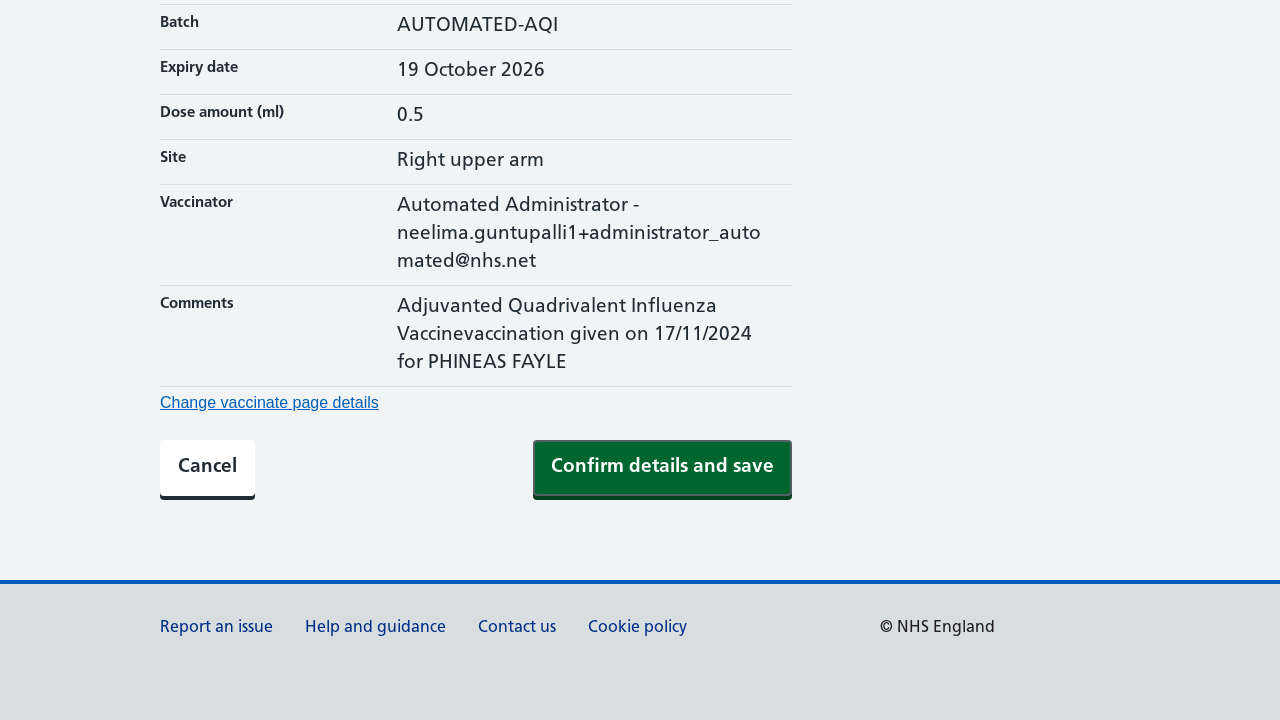 Batch
AUTOMATED-AQI
Expiry date
19 October 2026
Dose amount (ml)
0.5
Site
Right upper arm
Vaccinator
Automated Administrator -
neelima.guntupalli1+administrator_auto
mated@nhs.net
Comments
Adjuvanted Quadrivalent Influenza
Vaccinevaccination given on 17/11/2024
for PHINEAS FAYLE
Change vaccinate page details
Cancel
Confirm details and save
Report an issue
Help and guidance
Contact us
Cookie policy
© NHS England